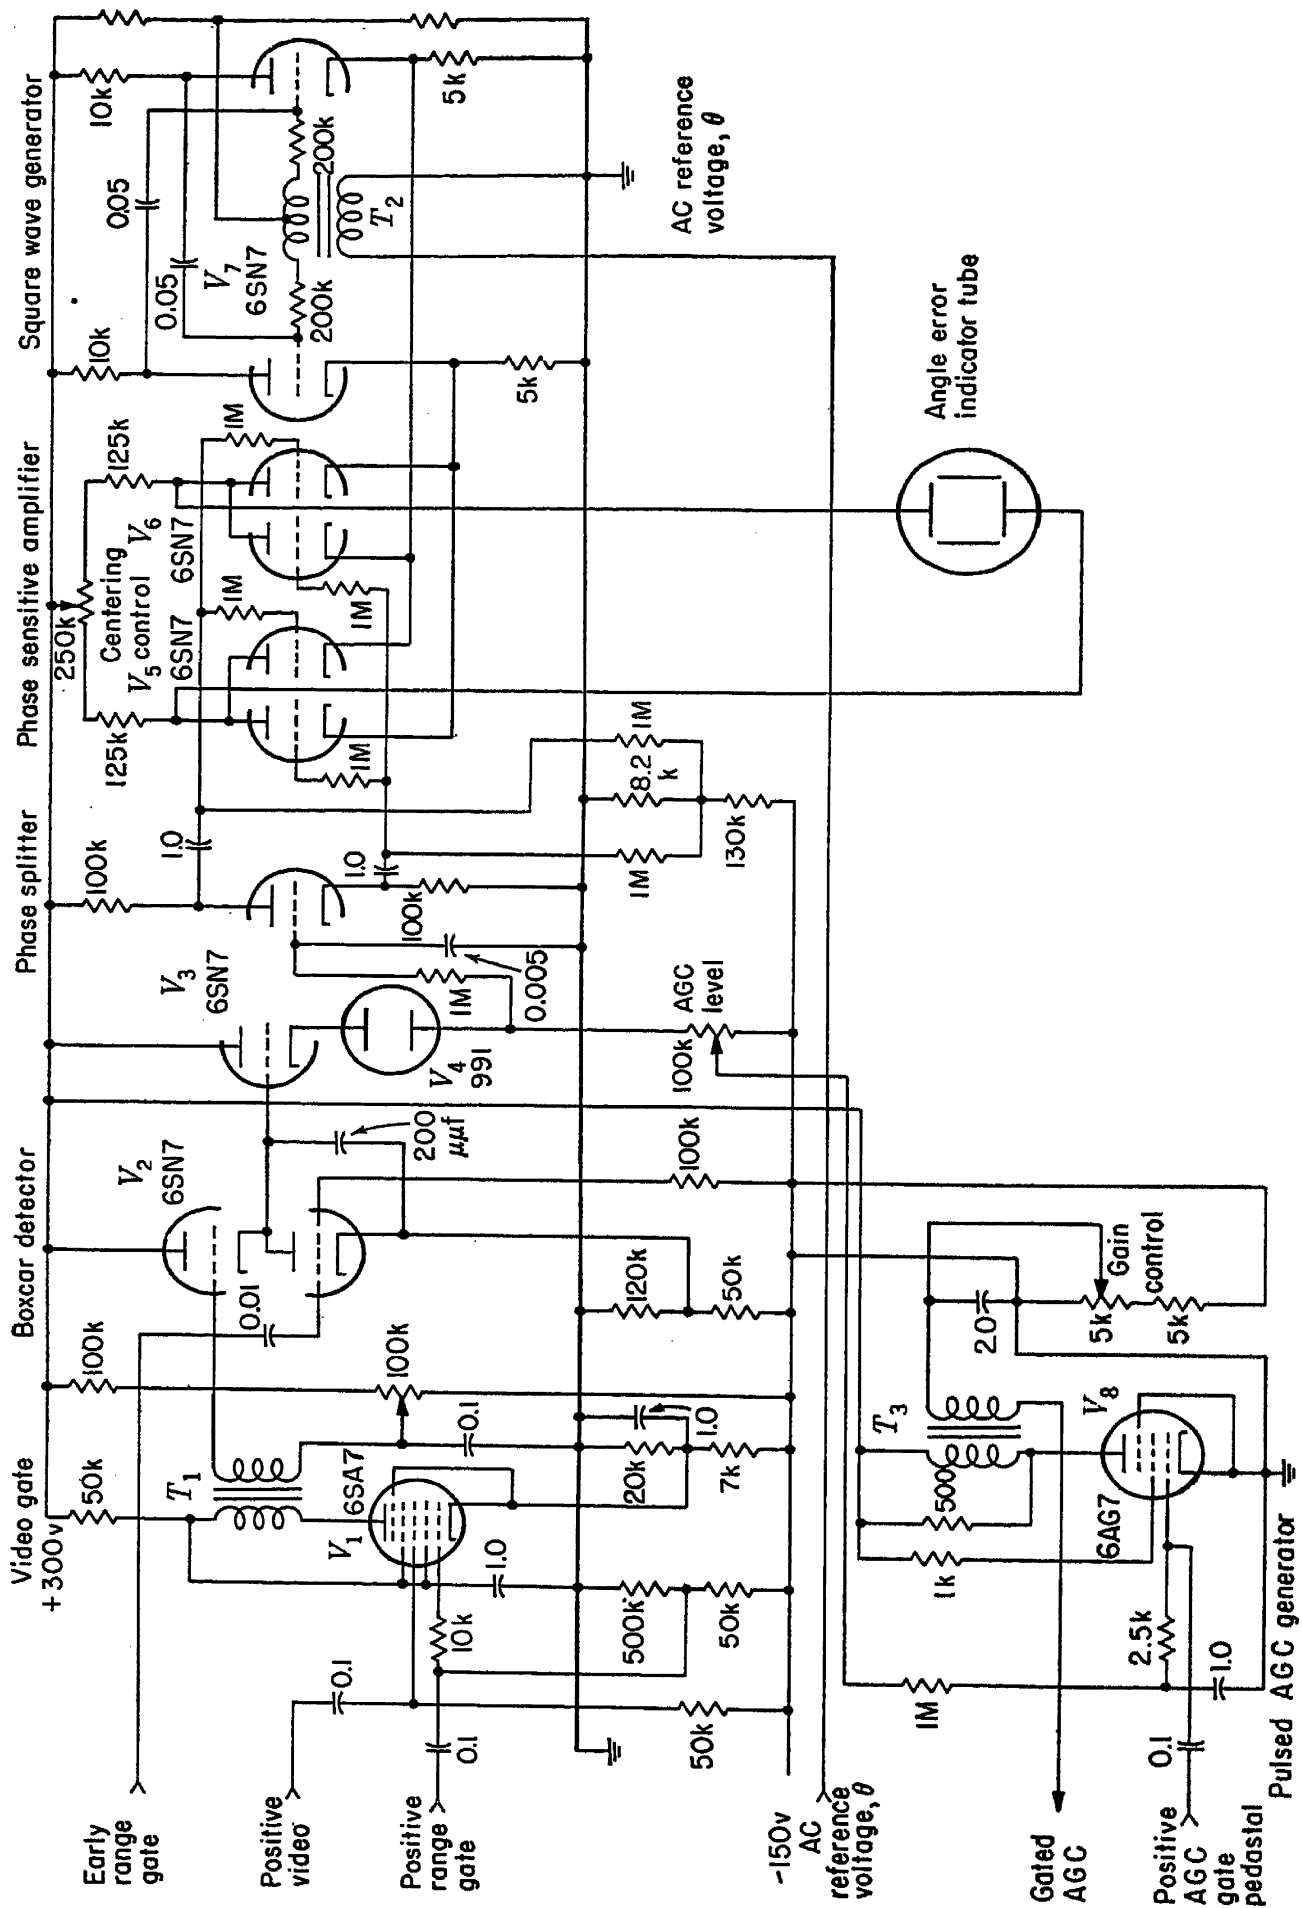 Video gate
Boxcar detector
Phase splitter
Phase sensitive amplifier
Square wave generator
+300v
50k
100k
100k
10k
10k
0.05
0.05
125k
250k
125k
Centering
control
V5
6SN7
V6
6SN7
V7
6SN7
1M
1M
1M
1M
200k
200k
T2
5k
5k
AC reference
voltage, θ
Angle error
indicator tube
1.0
1.0
V3
6SN7
100k
1M
0.005
V4
991
V2
6SN7
0.01
200
μμf
T1
V1
6SA7
100k
0.1
1.0
10k
0.1
0.1
Early
range
gate
Positive
video
Positive
range
gate
500k
50k
50k
20k
1.0
7k
120k
50k
100k
100k
AGC
level
1M
8.2
k
1M
130k
-150v
AC
reference
voltage, θ
T3
500
1k
V8
6AG7
2.0
5k
5k
Gain
control
1M
2.5k
1.0
0.1
Gated
AGC
Positive
AGC
gate
pedastal
Pulsed AGC generator